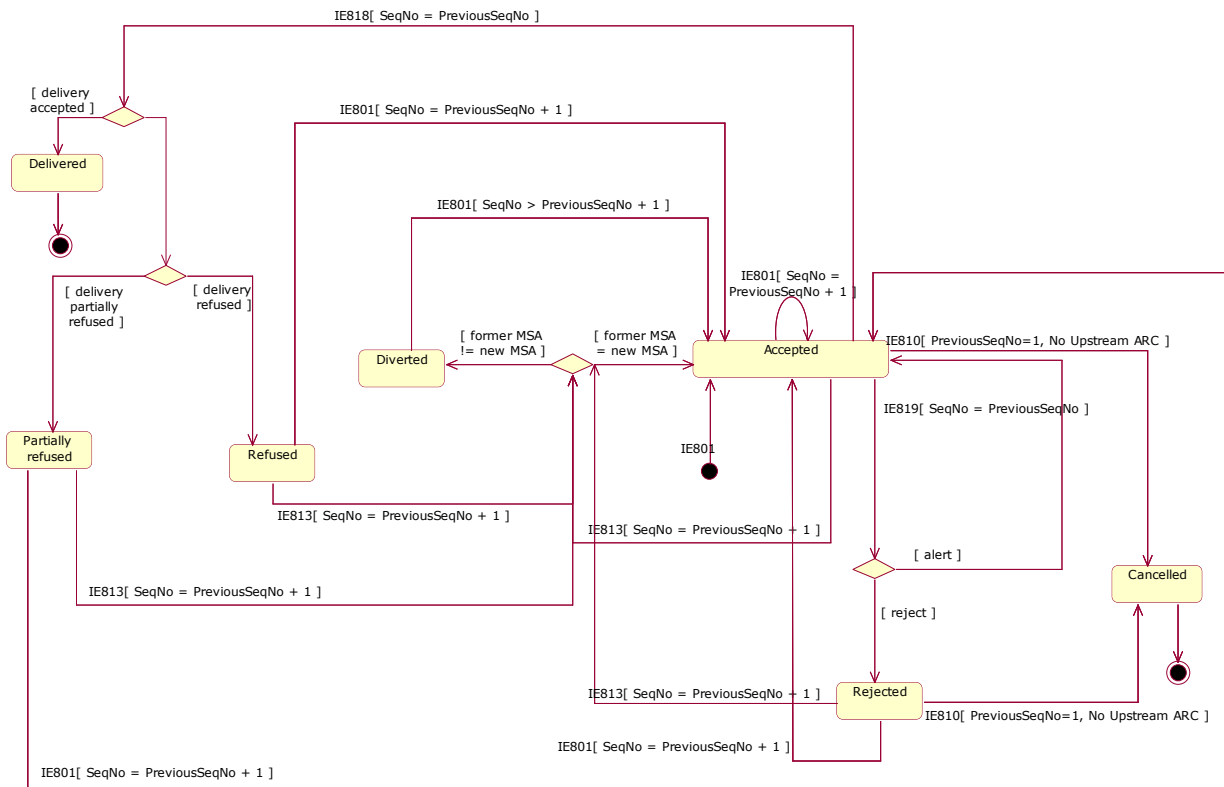 IE818[ SeqNo = PreviousSeqNo ]
[ delivery
accepted ]
IE801[ SeqNo = PreviousSeqNo + 1 ]
Delivered
IE801[ SeqNo > PreviousSeqNo + 1 ]
[ delivery
partially
refused ]
[ delivery
refused ]
IE801[ SeqNo =
PreviousSeqNo + 1 ]
[ former MSA
!= new MSA ]
[ former MSA
= new MSA ]
Diverted
Accepted
IE810[ PreviousSeqNo=1, No Upstream ARC ]
IE819[ SeqNo = PreviousSeqNo ]
Partially
refused
Refused
IE801
IE813[ SeqNo = PreviousSeqNo + 1 ]
IE813[ SeqNo = PreviousSeqNo + 1 ]
[ alert ]
Cancelled
IE813[ SeqNo = PreviousSeqNo + 1 ]
[ reject ]
IE813[ SeqNo = PreviousSeqNo + 1 ]
Rejected
IE810[ PreviousSeqNo=1, No Upstream ARC ]
IE801[ SeqNo = PreviousSeqNo + 1 ]
IE801[ SeqNo = PreviousSeqNo + 1 ]